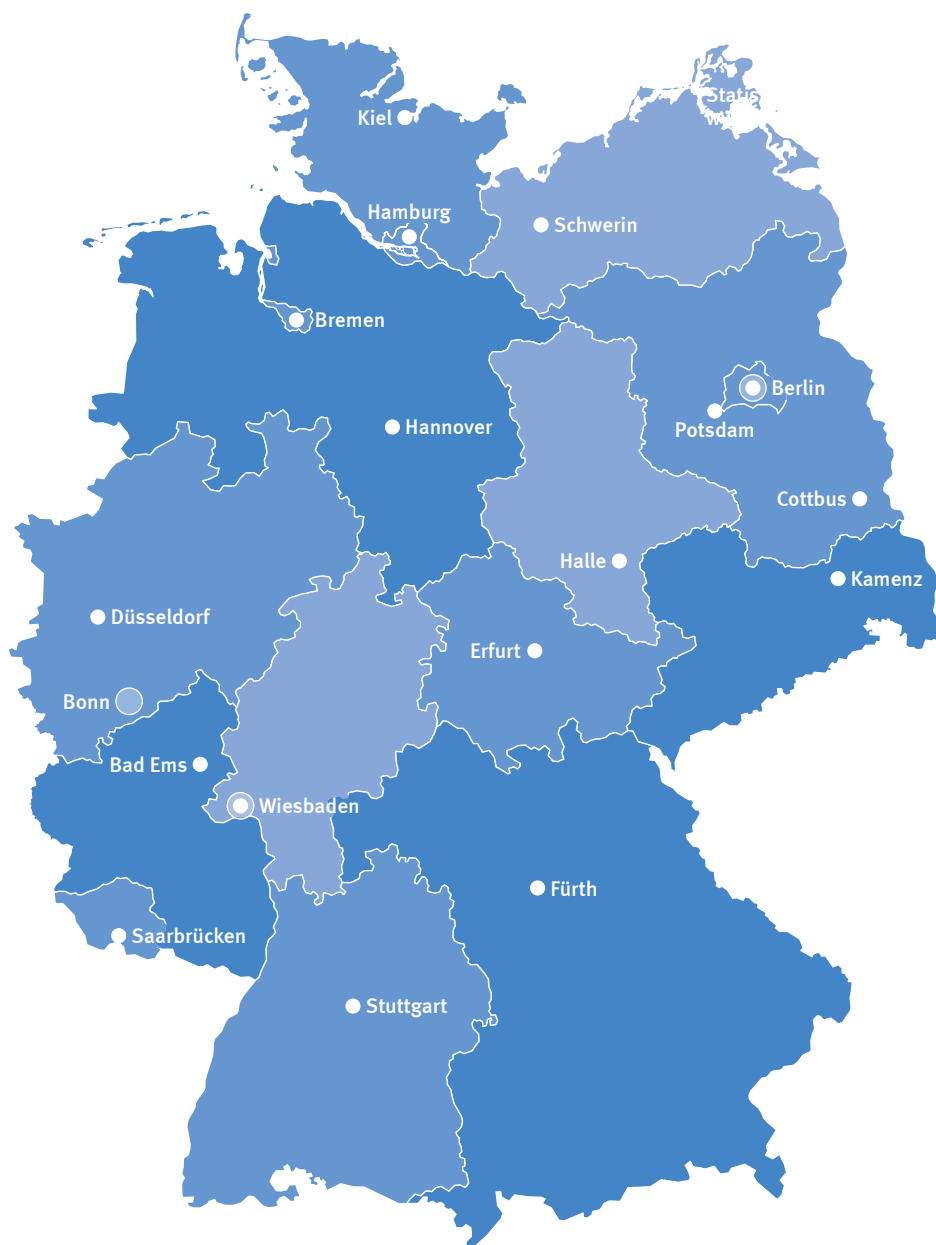 Statis
Kiel
Hamburg
Schwerin
Bremen
Berlin
Hannover
Potsdam
Cottbus
Halle
Kamenz
Düsseldorf
Erfurt
Bonn
Bad Ems
Wiesbaden
Fürth
Saarbrücken
Stuttgart